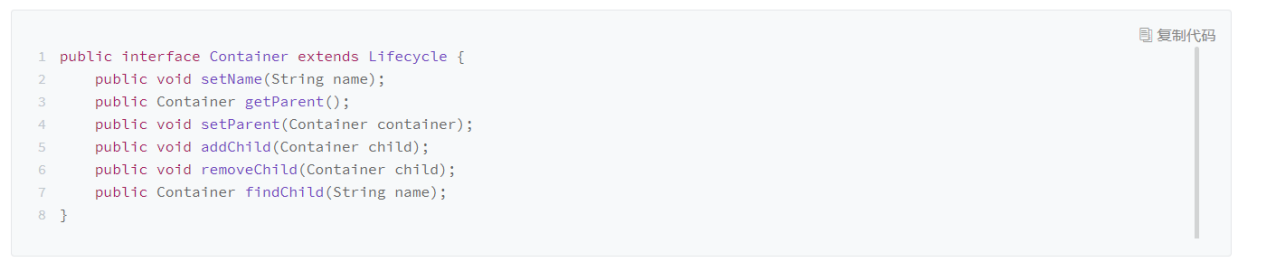 复制代码
1 public interface Container extends Lifecycle {
2     public void setName(String name);
3     public Container getParent();
4     public void setParent(Container container);
5     public void addChild(Container child);
6     public void removeChild(Container child);
7     public Container findChild(String name);
8 }